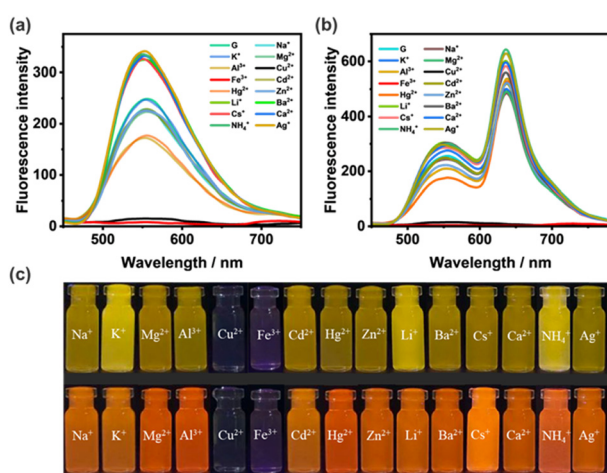 (a)
(b)
Fluorescence intensity
300
200
100
0
500
600
700
Wavelength / nm
G
Na⁺
K⁺
Mg²⁺
Al³⁺
Cu²⁺
Fe³⁺
Cd²⁺
Hg²⁺
Zn²⁺
Li⁺
Ba²⁺
Cs⁺
Ca²⁺
NH₄⁺
Ag⁺
Fluorescence intensity
600
400
200
0
500
600
700
Wavelength / nm
G
Na⁺
K⁺
Mg²⁺
Al³⁺
Cu²⁺
Fe³⁺
Cd²⁺
Hg²⁺
Zn²⁺
Li⁺
Ba²⁺
Cs⁺
Ca²⁺
NH₄⁺
Ag⁺
(c)
Na⁺ K⁺ Mg²⁺ Al³⁺ Cu²⁺ Fe³⁺ Cd²⁺ Hg²⁺ Zn²⁺ Li⁺ Ba²⁺ Cs⁺ Ca²⁺ NH₄⁺ Ag⁺
Na⁺ K⁺ Mg²⁺ Al³⁺ Cu²⁺ Fe³⁺ Cd²⁺ Hg²⁺ Zn²⁺ Li⁺ Ba²⁺ Cs⁺ Ca²⁺ NH₄⁺ Ag⁺